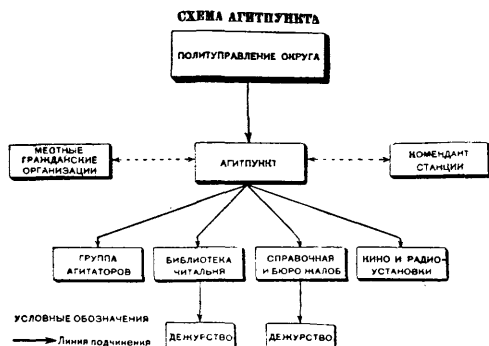 СХЕМА АГИТПУНКТА
ПОЛИТУПРАВЛЕНИЕ ОКРУГА
МЕСТНЫЕ
ГРАЖДАНСКИЕ
ОРГАНИЗАЦИИ
АГИТПУНКТ
КОМЕНДАНТ
СТАНЦИИ
ГРУППА
АГИТАТОРОВ
БИБЛИОТЕКА
ЧИТАЛЬНЯ
СПРАВОЧНАЯ
И БЮРО ЖАЛОБ
КИНО И РАДИО-
УСТАНОВКИ
УСЛОВНЫЕ ОБОЗНАЧЕНИЯ
Линия подчинения
ДЕЖУРСТВО
ДЕЖУРСТВО